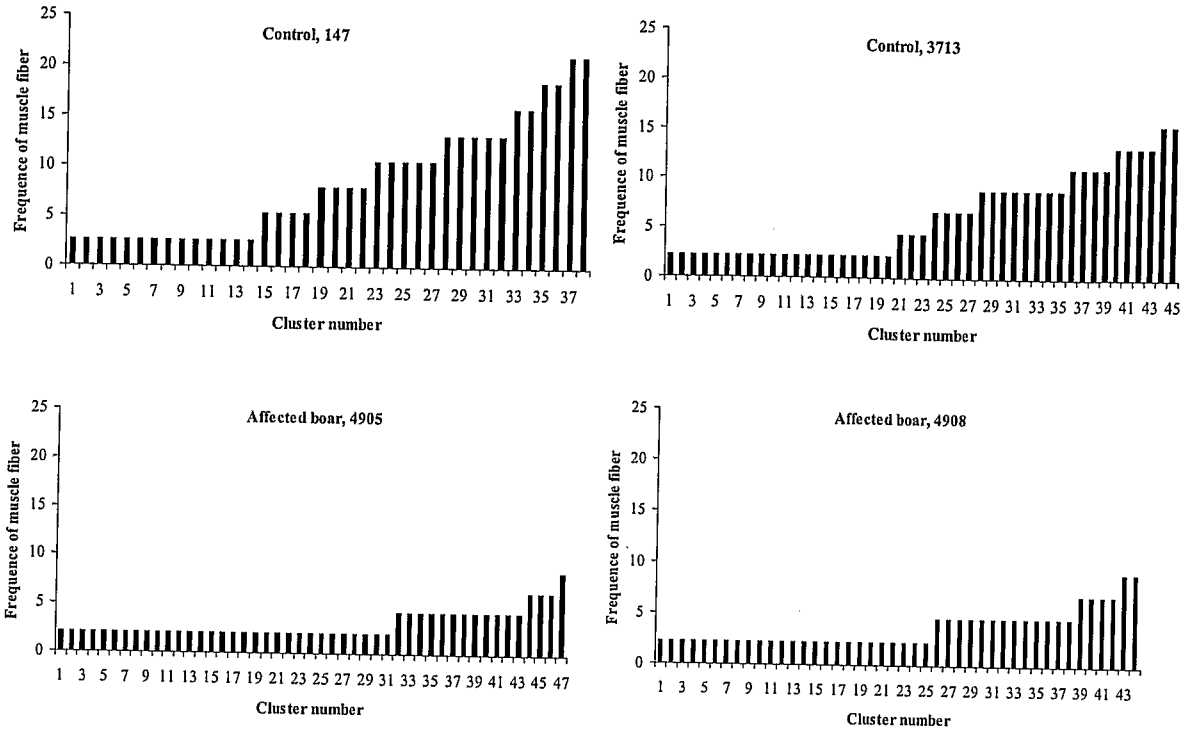 Control, 147
Frequence of muscle fiber
25
20
15
10
5
0
1 3 5 7 9 11 13 15 17 19 21 23 25 27 29 31 33 35 37
Cluster number
Control, 3713
Frequence of muscle fiber
25
20
15
10
5
0
1 3 5 7 9 11 13 15 17 19 21 23 25 27 29 31 33 35 37 39 41 43 45
Cluster number
Affected boar, 4905
Frequence of muscle fiber
25
20
15
10
5
0
1 3 5 7 9 11 13 15 17 19 21 23 25 27 29 31 33 35 37 39 41 43 45 47
Cluster number
Affected boar, 4908
Frequence of muscle fiber
25
20
15
10
5
0
1 3 5 7 9 11 13 15 17 19 21 23 25 27 29 31 33 35 37 39 41 43
Cluster number